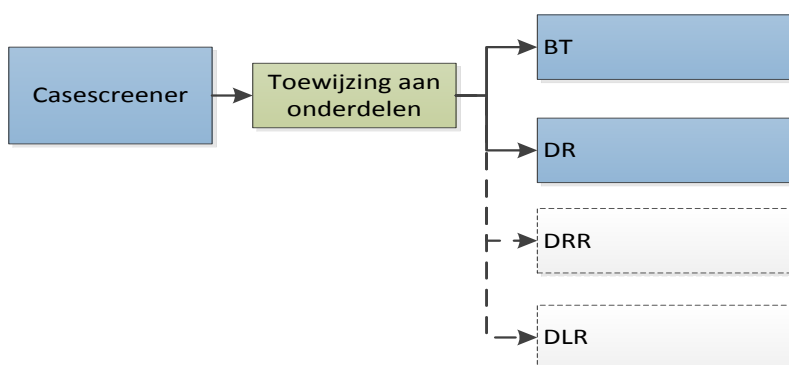 Casescreener
Toewijzing aan
onderdelen
BT
DR
DRR
DLR